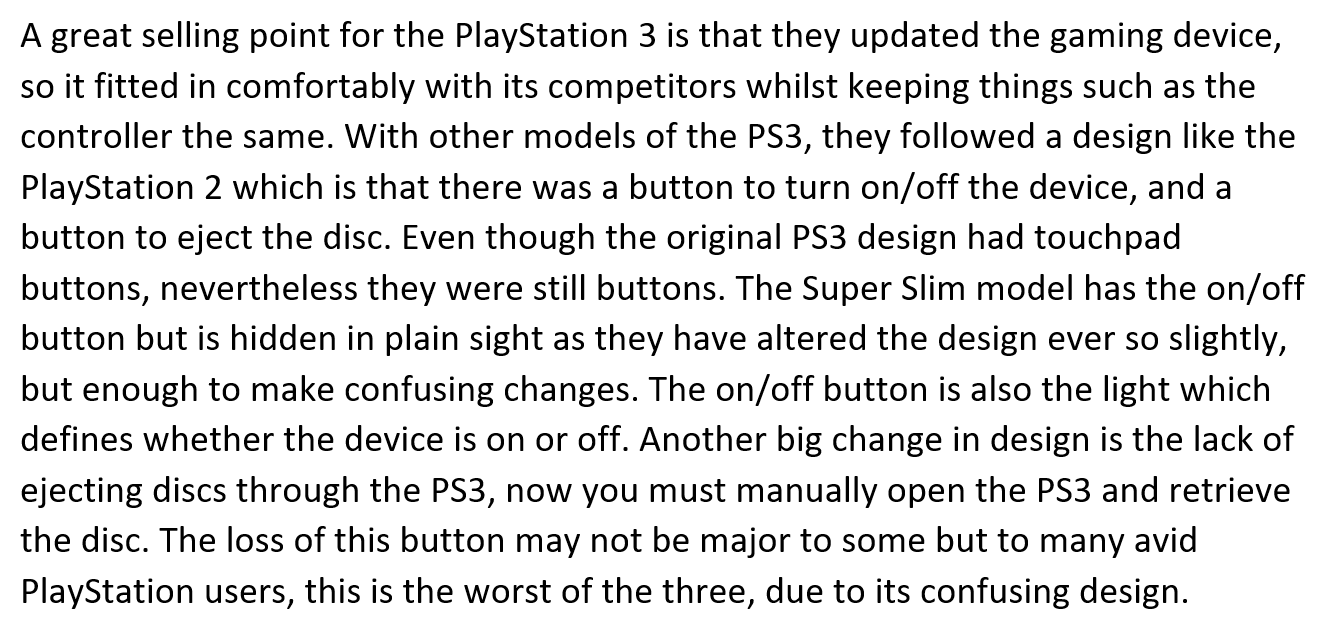 A great selling point for the PlayStation 3 is that they updated the gaming device,
so it fitted in comfortably with its competitors whilst keeping things such as the
controller the same. With other models of the PS3, they followed a design like the
PlayStation 2 which is that there was a button to turn on/off the device, and a
button to eject the disc. Even though the original PS3 design had touchpad
buttons, nevertheless they were still buttons. The Super Slim model has the on/off
button but is hidden in plain sight as they have altered the design ever so slightly,
but enough to make confusing changes. The on/off button is also the light which
defines whether the device is on or off. Another big change in design is the lack of
ejecting discs through the PS3, now you must manually open the PS3 and retrieve
the disc. The loss of this button may not be major to some but to many avid
PlayStation users, this is the worst of the three, due to its confusing design.